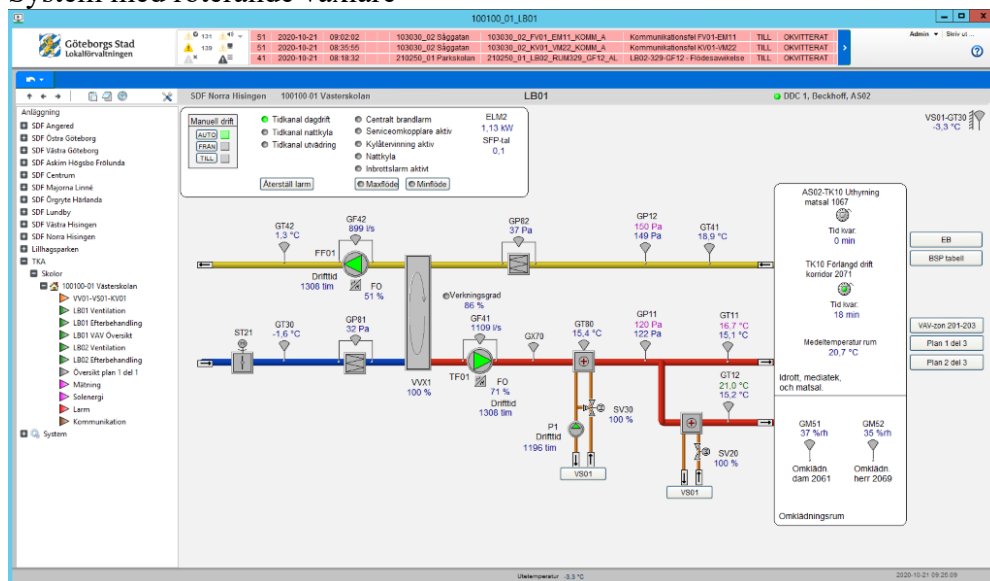 System med roterande växlare
100100_01_LB01
Göteborgs Stad
Lokalförvaltningen
131
139
51 2020-10-21 09:02:02 103030_02 Såggatan 103030_02_FV01_EM11_KOMM_A Kommunikationsfel FV01-EM11 TILL OKVITTERAT
51 2020-10-21 08:35:55 103030_02 Såggatan 103030_02_KV01_VM22_KOMM_A Kommunikationsfel KV01-VM22 TILL OKVITTERAT
41 2020-10-21 08:18:32 210250_01 Parkskolan 210250_01_LB02_RUM329_GF12_AL LB02-329-GF12 - Flödesavvikelse TILL OKVITTERAT
Admin Skriv ut ...
SDF Norra Hisingen 100100-01 Västerskolan LB01 DDC 1, Beckhoff, AS02
Anläggning
SDF Angered
SDF Östra Göteborg
SDF Västra Göteborg
SDF Askim Högsbo Frölunda
SDF Centrum
SDF Majorna Linné
SDF Örgryte Härlanda
SDF Lundby
SDF Västra Hisingen
SDF Norra Hisingen
Lillhagsparken
TKA
Skolor
100100-01 Västerskolan
VV01-VS01-KV01
LB01 Ventilation
LB01 Efterbehandling
LB01 VAV Översikt
LB02 Ventilation
LB02 Efterbehandling
Översikt plan 1 del 1
Mätning
Solenergi
Larm
Kommunikation
System
Manuell drift
AUTO
FRÅN
TILL
Tidkanal dagdrift
Tidkanal nattkyla
Tidkanal utvädring
Centralt brandlarm
Serviceomkopplare aktiv
Kylåtervinning aktiv
Nattkyla
Inbrottslarm aktivt
ELM2
1,13 kW
SFP-tal
0,1
Återställ larm
Maxflöde
Minflöde
VS01-GT30
-3,3 °C
GT42
1.3 °C
GF42
899 l/s
FF01
Drifttid
1308 tim
FO
51 %
GP82
37 Pa
GP12
150 Pa
149 Pa
GT41
18,9 °C
Verkningsgrad
86 %
ST21
GT30
-1,6 °C
GP81
32 Pa
VVX1
100 %
GF41
1109 l/s
TF01
FO
71 %
Drifttid
1308 tim
GX70
GT80
15,4 °C
GP11
120 Pa
122 Pa
GT11
16,7 °C
15,1 °C
GT12
21,0 °C
15,2 °C
SV30
100 %
P1
Drifttid
1196 tim
VS01
SV20
100 %
VS01
AS02-TK10 Uthyrning
matsal 1067
Tid kvar:
0 min
TK10 Förlängd drift
korridor 2071
Tid kvar:
18 min
Medeltemperatur rum
20,7 °C
Idrott, mediatek,
och matsal.
GM51
37 %rh
GM52
35 %rh
Omklädn.
dam 2061
Omklädn.
herr 2069
Omklädningsrum
EB
BSP tabell
VAV-zon 201-203
Plan 1 del 3
Plan 2 del 3
Utetemperatur -3,3 °C
2020-10-21 09:25:09